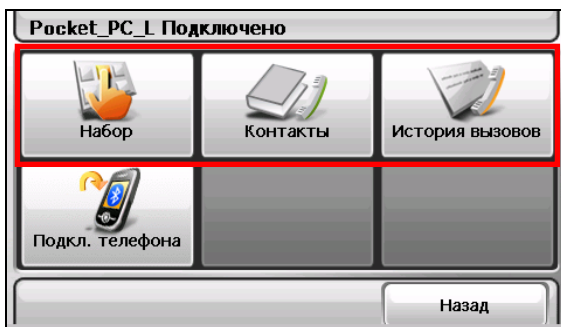 Pocket_PC_L Подключено
Набор Контакты История вызовов
Подкл. телефона
Назад